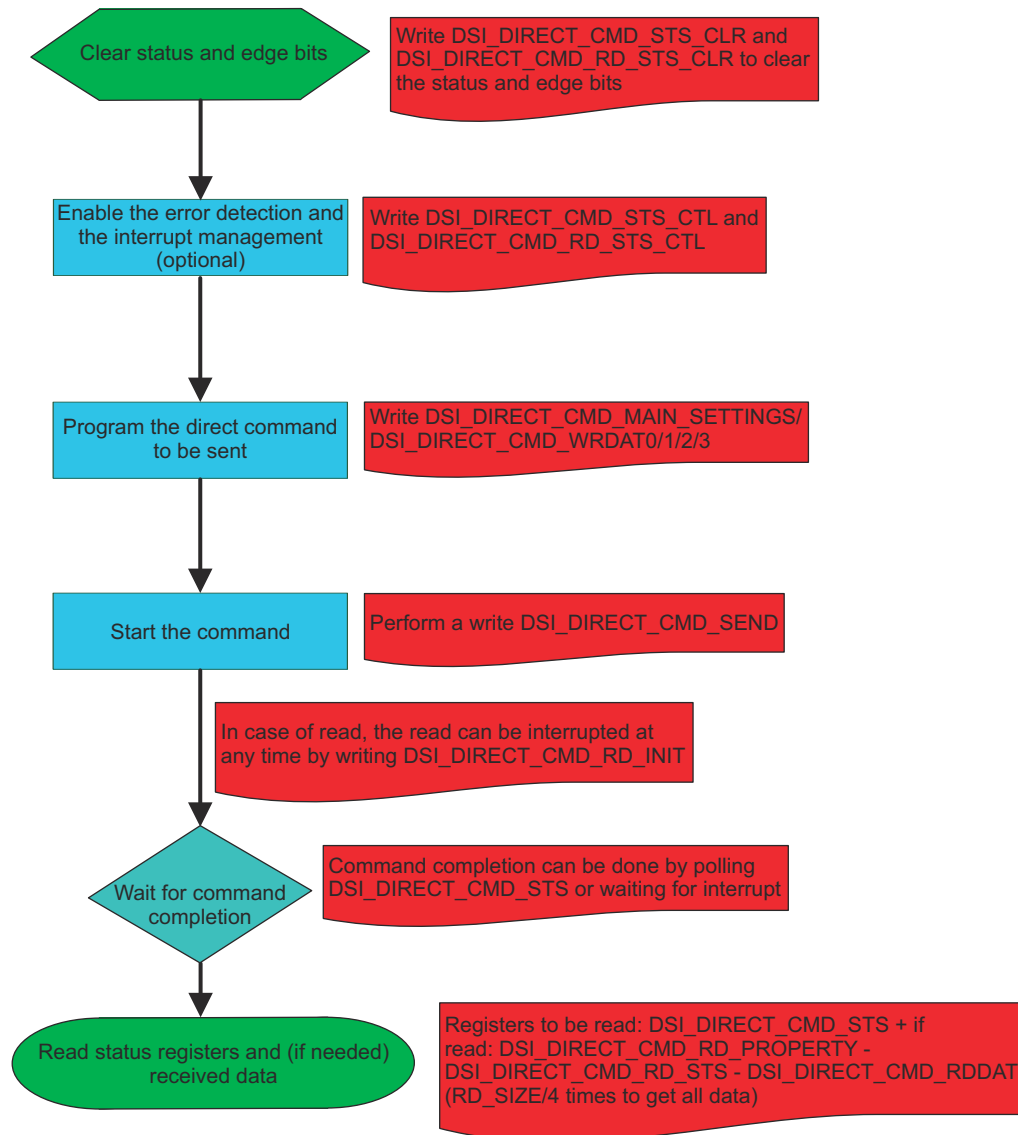 Clear status and edge bits
Write DSI_DIRECT_CMD_STS_CLR and
DSI_DIRECT_CMD_RD_STS_CLR to clear
the status and edge bits
Enable the error detection and
the interrupt management
(optional)
Write DSI_DIRECT_CMD_STS_CTL and
DSI_DIRECT_CMD_RD_STS_CTL
Program the direct command
to be sent
Write DSI_DIRECT_CMD_MAIN_SETTINGS/
DSI_DIRECT_CMD_WRDAT0/1/2/3
Start the command
Perform a write DSI_DIRECT_CMD_SEND
In case of read, the read can be interrupted at
any time by writing DSI_DIRECT_CMD_RD_INIT
Wait for command
completion
Command completion can be done by polling
DSI_DIRECT_CMD_STS or waiting for interrupt
Read status registers and (if needed)
received data
Registers to be read: DSI_DIRECT_CMD_STS + if
read: DSI_DIRECT_CMD_RD_PROPERTY -
DSI_DIRECT_CMD_RD_STS - DSI_DIRECT_CMD_RDDAT
(RD_SIZE/4 times to get all data)